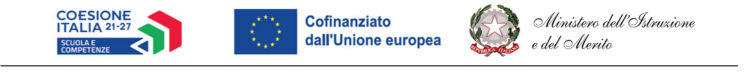 COESIONE
ITALIA 21-27
SCUOLA E
COMPETENZE
Cofinanziato
dall'Unione europea
Ministero dell'Istruzione
e del Merito